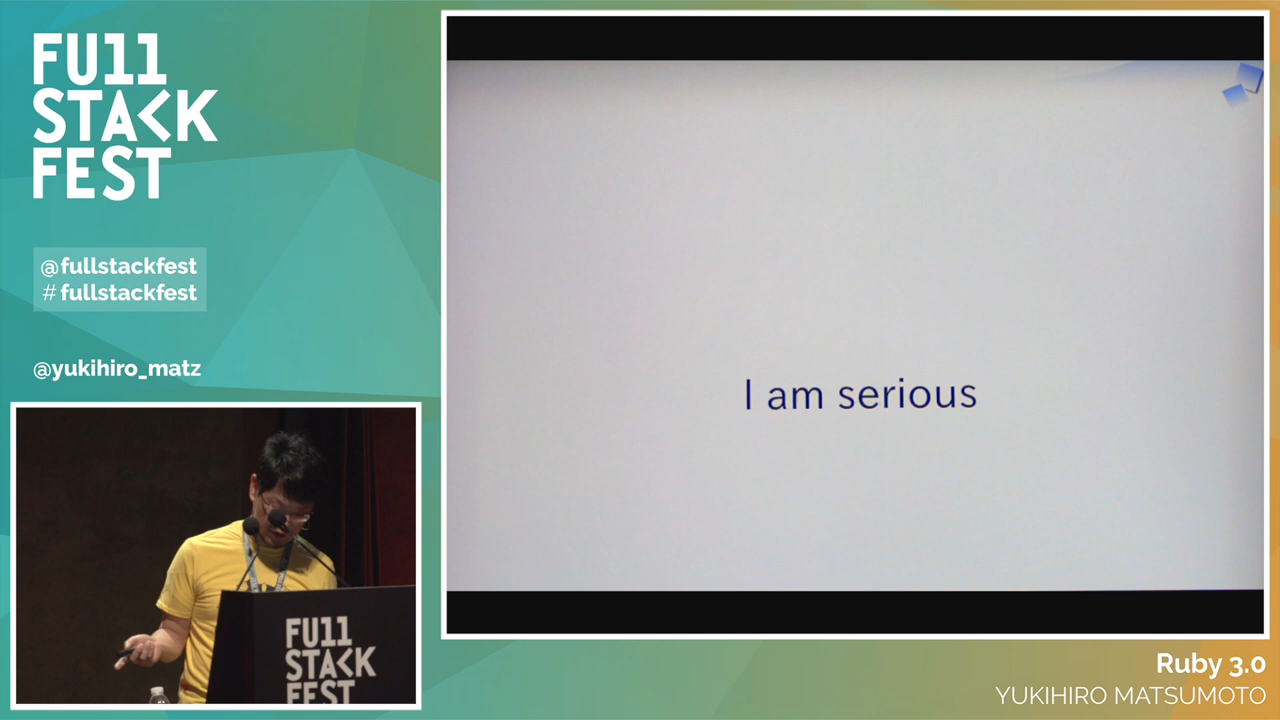 FU11
STACK
FEST
@fullstackfest
# fullstackfest
@yukihiro_matz
I am serious
FU11
STACK
FEST
Ruby 3.0
YUKIHIRO MATSUMOTO